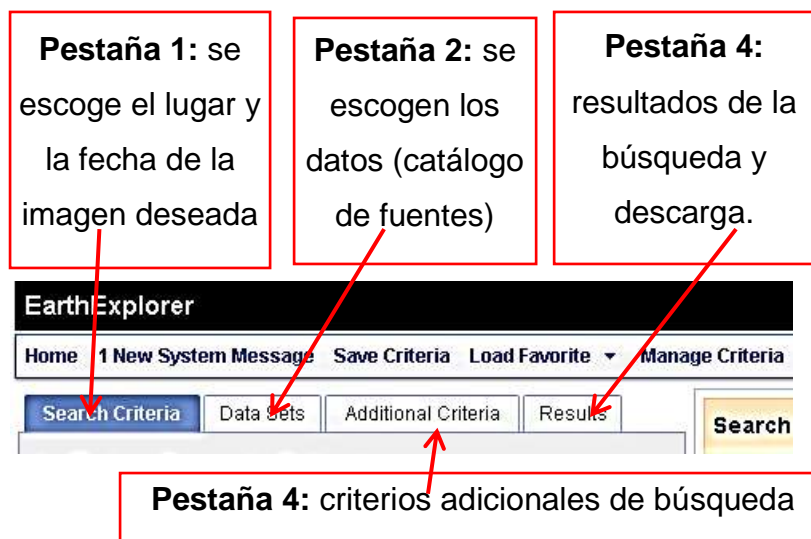 Pestaña 1: se
escoge el lugar y
la fecha de la
imagen deseada
Pestaña 2: se
escogen los
datos (catálogo
de fuentes)
Pestaña 4:
resultados de la
búsqueda y
descarga.
EarthExplorer
Home 1 New System Message Save Criteria Load Favorite Manage Criteria
Search Criteria Data Sets Additional Criteria Results
Search
Pestaña 4: criterios adicionales de búsqueda